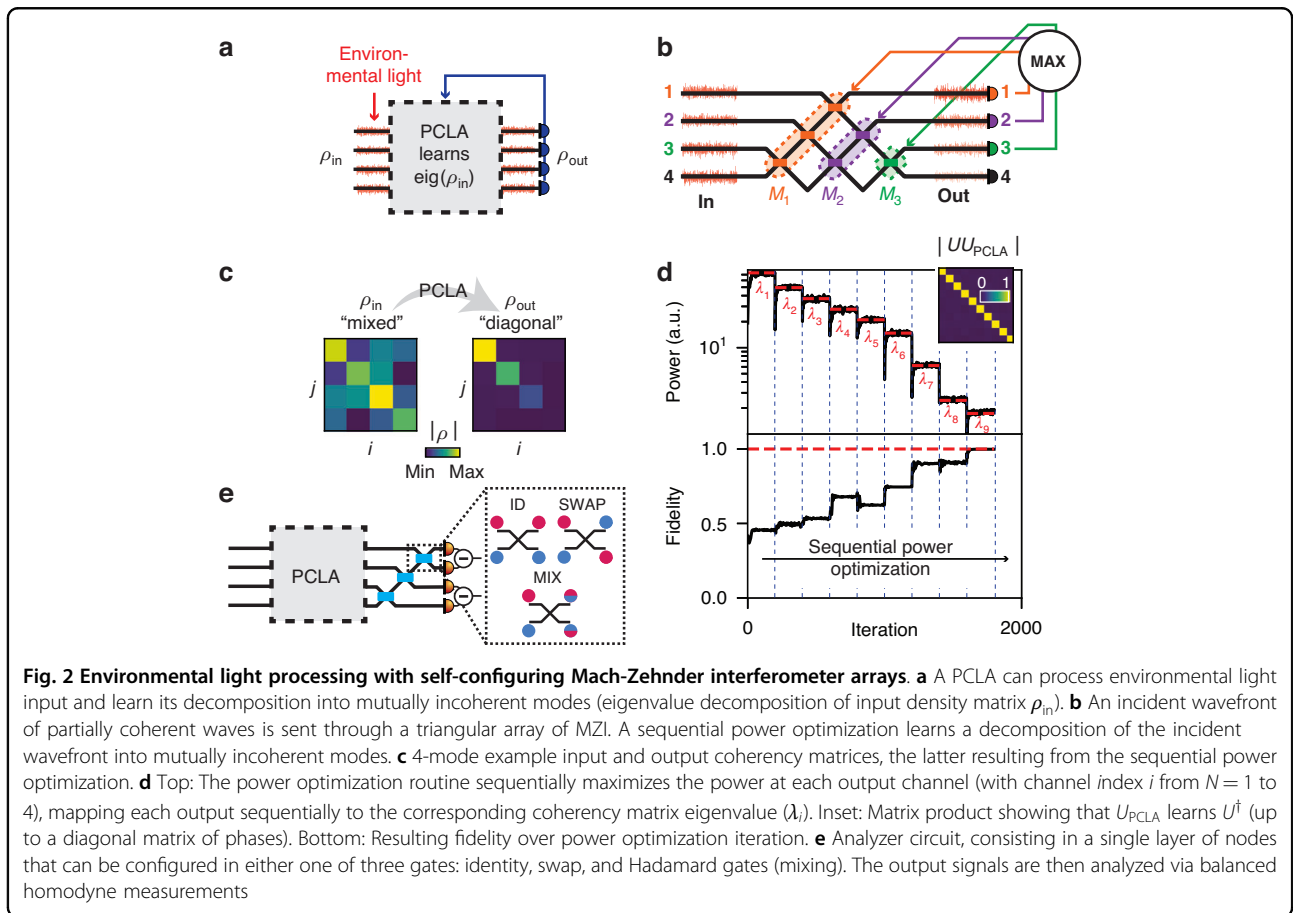 a
Environ-
mental light
ρin
PCLA
learns
eig(ρin)
ρout
b
MAX
1
2
3
4
1
2
3
4
In
M1
M2
M3
Out
c
ρin
PCLA
ρout
"mixed"
"diagonal"
j
j
i
i
|ρ|
Min Max
d
| UUPCLA |
0 1
Power (a.u.)
10¹
λ1
λ2
λ3
λ4
λ5
λ6
λ7
λ8
λ9
Fidelity
1.0
0.5
0.0
Sequential power
optimization
0
Iteration
2000
e
PCLA
ID
SWAP
MIX
Fig. 2 Environmental light processing with self-configuring Mach-Zehnder interferometer arrays. a A PCLA can process environmental light
input and learn its decomposition into mutually incoherent modes (eigenvalue decomposition of input density matrix ρin). b An incident wavefront
of partially coherent waves is sent through a triangular array of MZI. A sequential power optimization learns a decomposition of the incident
wavefront into mutually incoherent modes. c 4-mode example input and output coherency matrices, the latter resulting from the sequential power
optimization. d Top: The power optimization routine sequentially maximizes the power at each output channel (with channel index i from N = 1 to
4), mapping each output sequentially to the corresponding coherency matrix eigenvalue (λi). Inset: Matrix product showing that UPCLA learns U† (up
to a diagonal matrix of phases). Bottom: Resulting fidelity over power optimization iteration. e Analyzer circuit, consisting in a single layer of nodes
that can be configured in either one of three gates: identity, swap, and Hadamard gates (mixing). The output signals are then analyzed via balanced
homodyne measurements